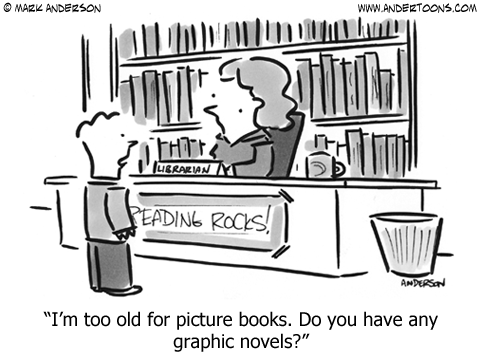 © MARK ANDERSON
WWW.ANDERTOONS.COM
LIBRARIAN
READING ROCKS!
ANDERSON
“I’m too old for picture books. Do you have any
graphic novels?”